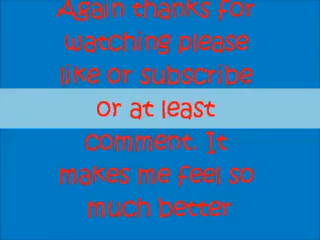 Again thanks for
watching please
like or subscribe
or at least
comment. It
makes me feel so
much better